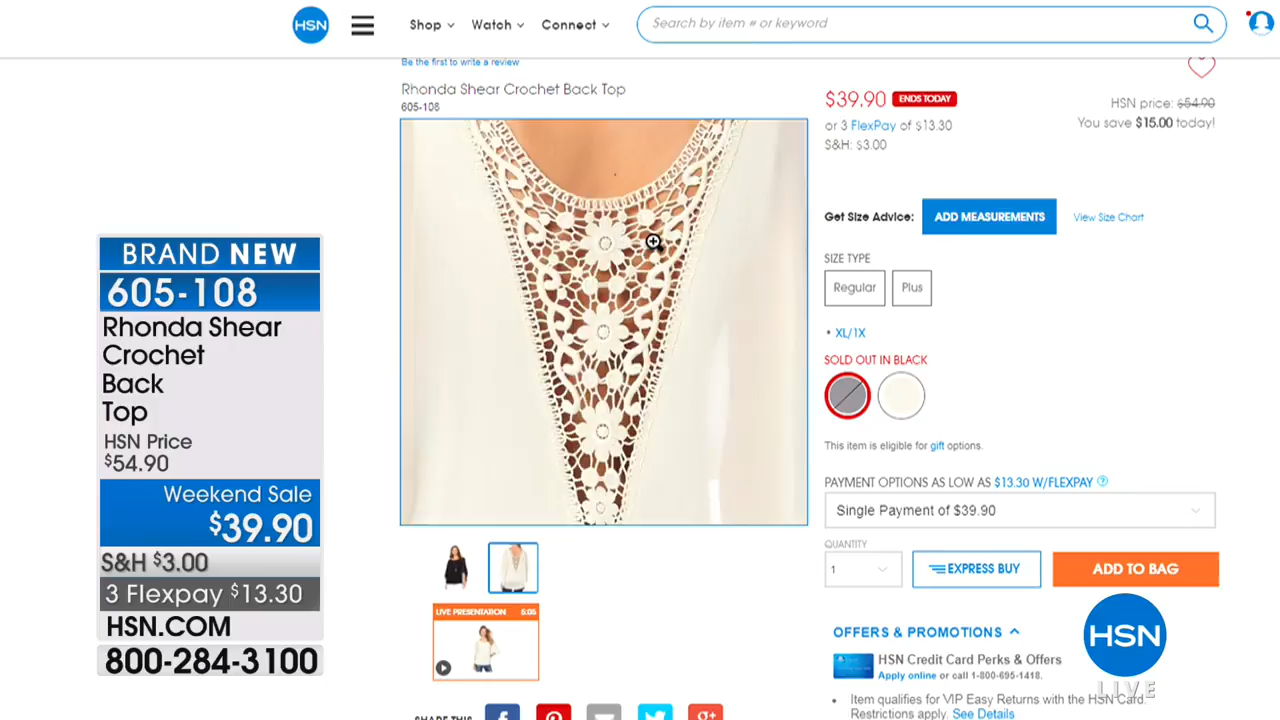 HSN
Shop
Watch
Connect
Search by item # or keyword
Be the first to write a review
Rhonda Shear Crochet Back Top
605-108
$39.90 ENDS TODAY
or 3 FlexPay of $13.30
S&H: $3.00
HSN price: $54.90
You save $15.00 today!
Get Size Advice: ADD MEASUREMENTS View Size Chart
SIZE TYPE
Regular Plus
• XL/1X
SOLD OUT IN BLACK
This item is eligible for gift options.
PAYMENT OPTIONS AS LOW AS $13.30 W/FLEXPAY ?
Single Payment of $39.90
QUANTITY
1
EXPRESS BUY
ADD TO BAG
OFFERS & PROMOTIONS
HSN Credit Card Perks & Offers
Apply online or call 1-800-695-1418.
• Item qualifies for VIP Easy Returns with the HSN Card.
Restrictions apply. See Details
LIVE PRESENTATION 5:05
SHARE THIS
BRAND NEW
605-108
Rhonda Shear
Crochet
Back
Top
HSN Price
$54.90
Weekend Sale
$39.90
S&H $3.00
3 Flexpay $13.30
HSN.COM
800-284-3100
HSN
LIVE